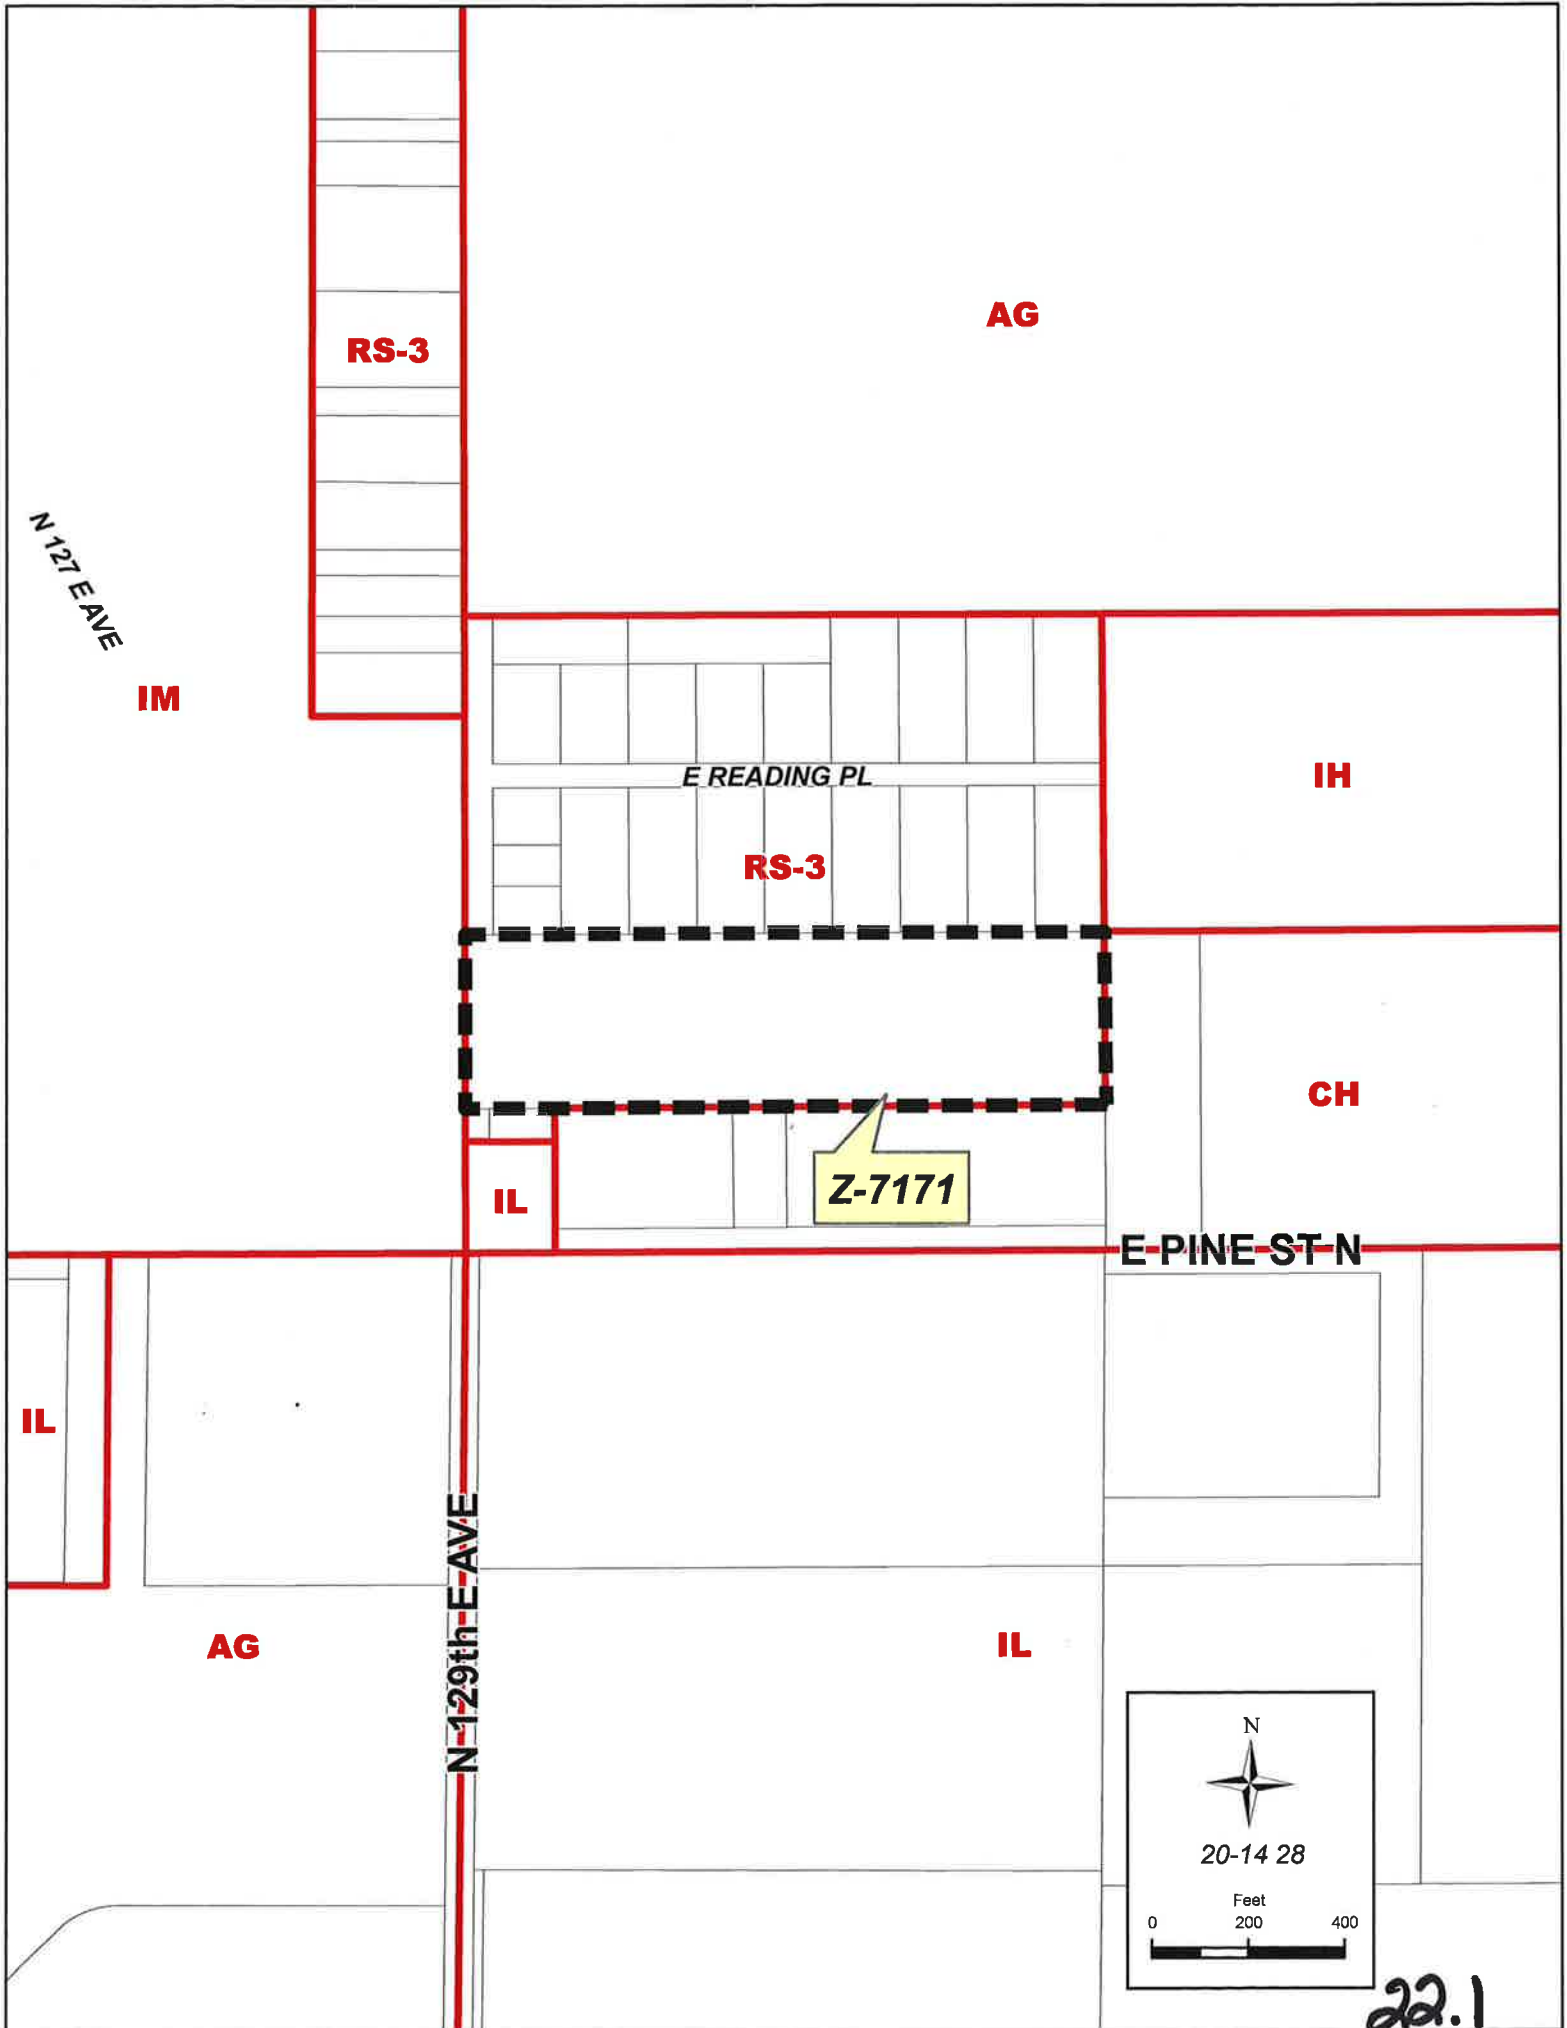 AG
RS-3
N 127 E AVE
IM
E READING PL
IH
RS-3
CH
Z-7171
IL
E PINE ST N
IL
N 129th E AVE
AG
IL
N
20-14 28
Feet
0 200 400
22.1